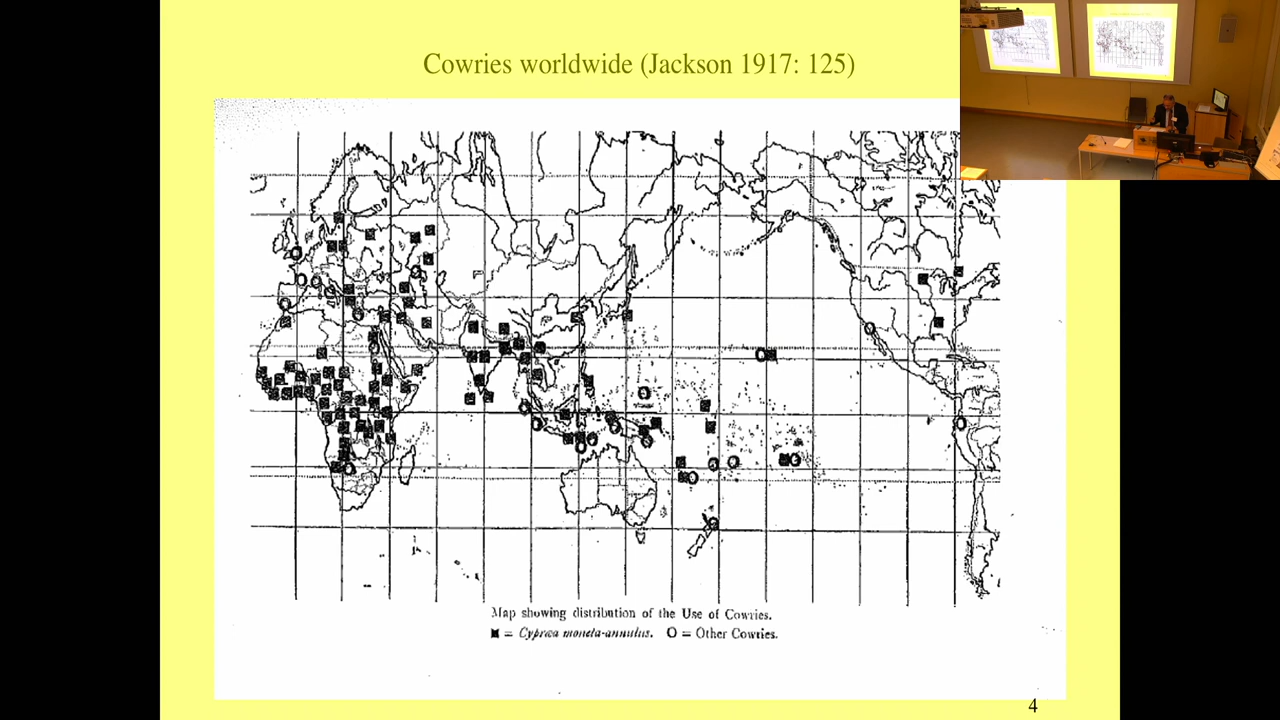 Cowries worldwide (Jackson 1917: 125)
Map showing distribution of the Use of Cowries.
■ = Cypræa moneta-annulus. O = Other Cowries.
4